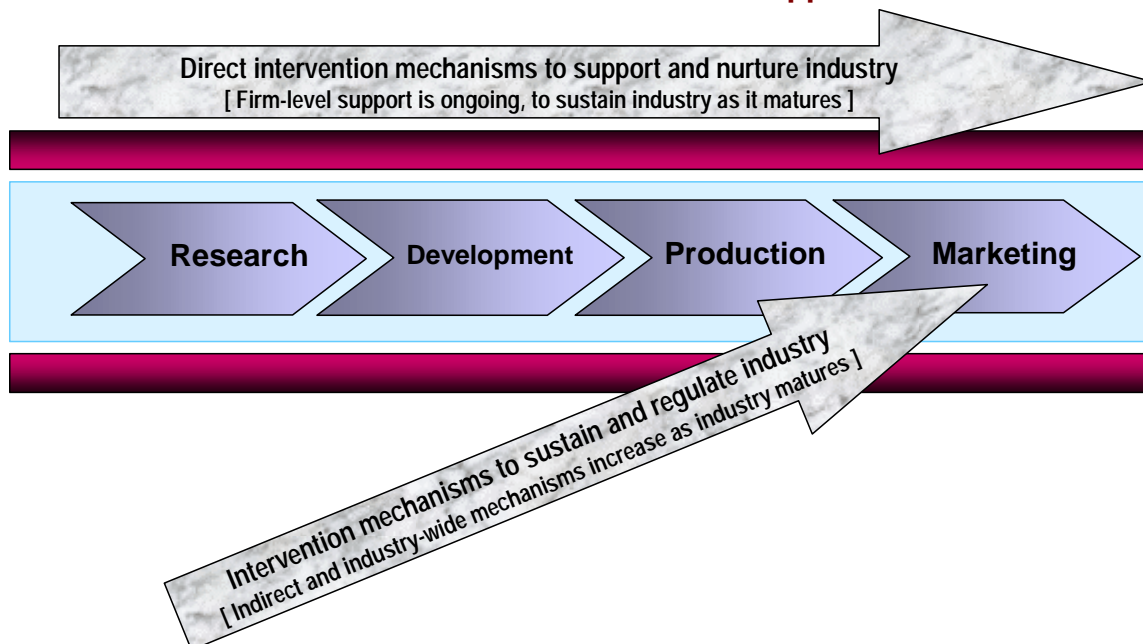 Direct intervention mechanisms to support and nurture industry
[ Firm-level support is ongoing, to sustain industry as it matures ]
Research
Development
Production
Marketing
Intervention mechanisms to sustain and regulate industry
[ Indirect and industry-wide mechanisms increase as industry matures ]